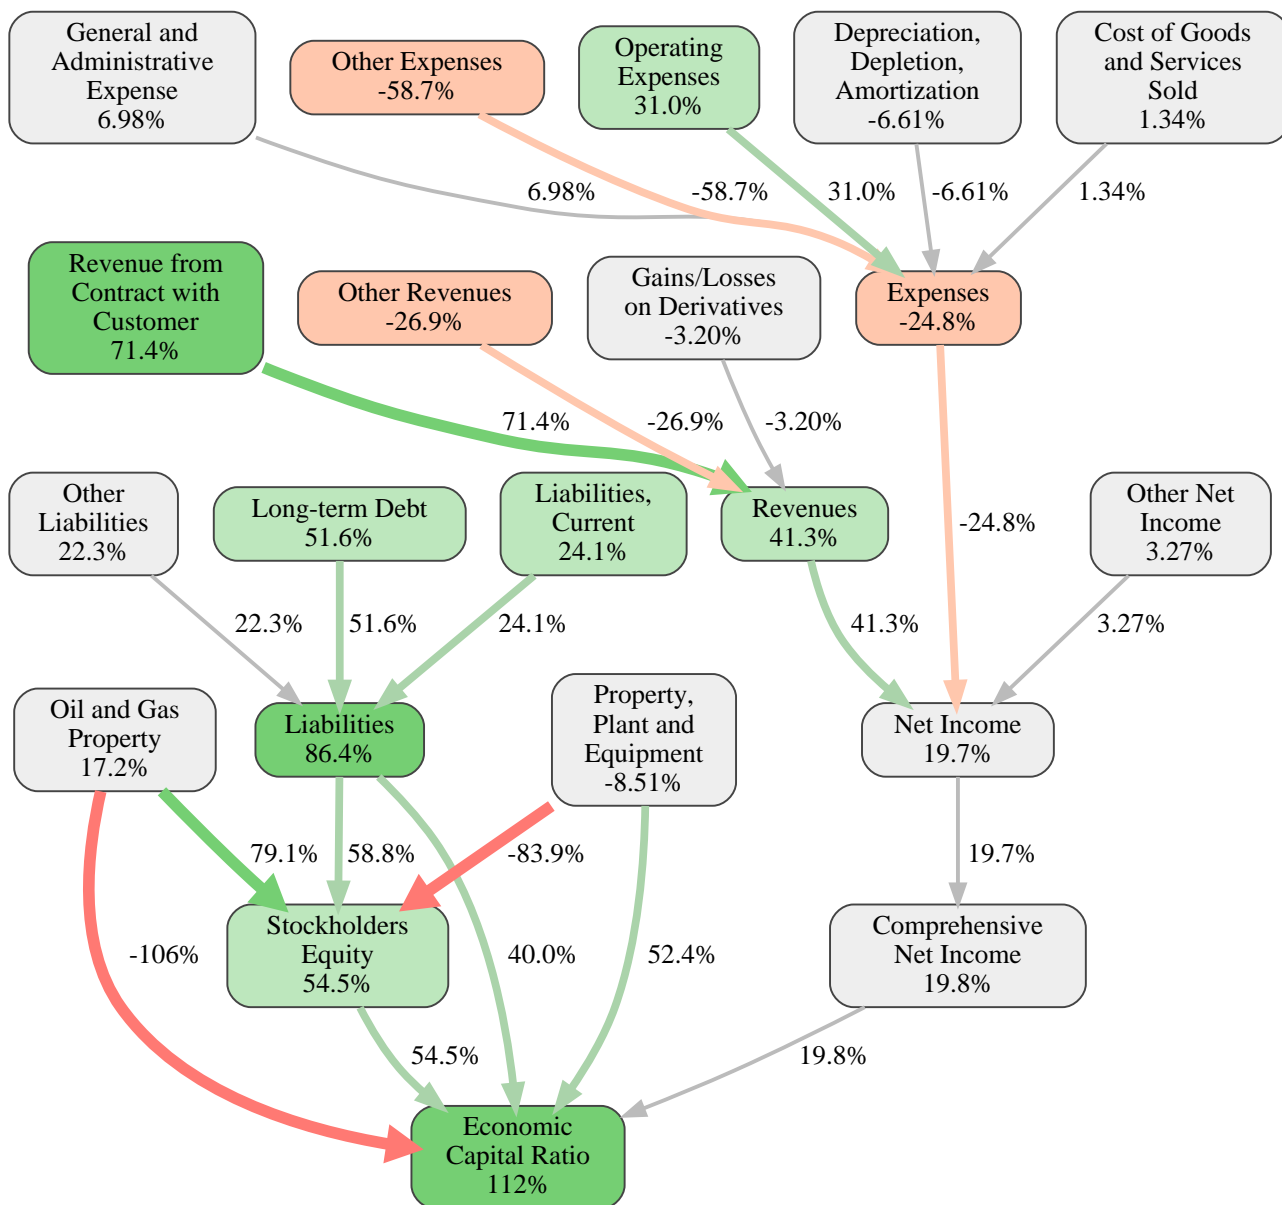 General and
Administrative
Expense
6.98%
Other Expenses
-58.7%
Operating
Expenses
31.0%
Depreciation,
Depletion,
Amortization
-6.61%
Cost of Goods
and Services
Sold
1.34%
6.98%
-58.7%
31.0%
-6.61%
1.34%
Revenue from
Contract with
Customer
71.4%
Other Revenues
-26.9%
Gains/Losses
on Derivatives
-3.20%
Expenses
-24.8%
71.4%
-26.9%
-3.20%
Other
Liabilities
22.3%
Long-term Debt
51.6%
Liabilities,
Current
24.1%
Revenues
41.3%
-24.8%
Other Net
Income
3.27%
22.3%
51.6%
24.1%
41.3%
3.27%
Oil and Gas
Property
17.2%
Liabilities
86.4%
Property,
Plant and
Equipment
-8.51%
Net Income
19.7%
79.1%
58.8%
-83.9%
19.7%
-106%
Stockholders
Equity
54.5%
40.0%
52.4%
Comprehensive
Net Income
19.8%
54.5%
19.8%
Economic
Capital Ratio
112%